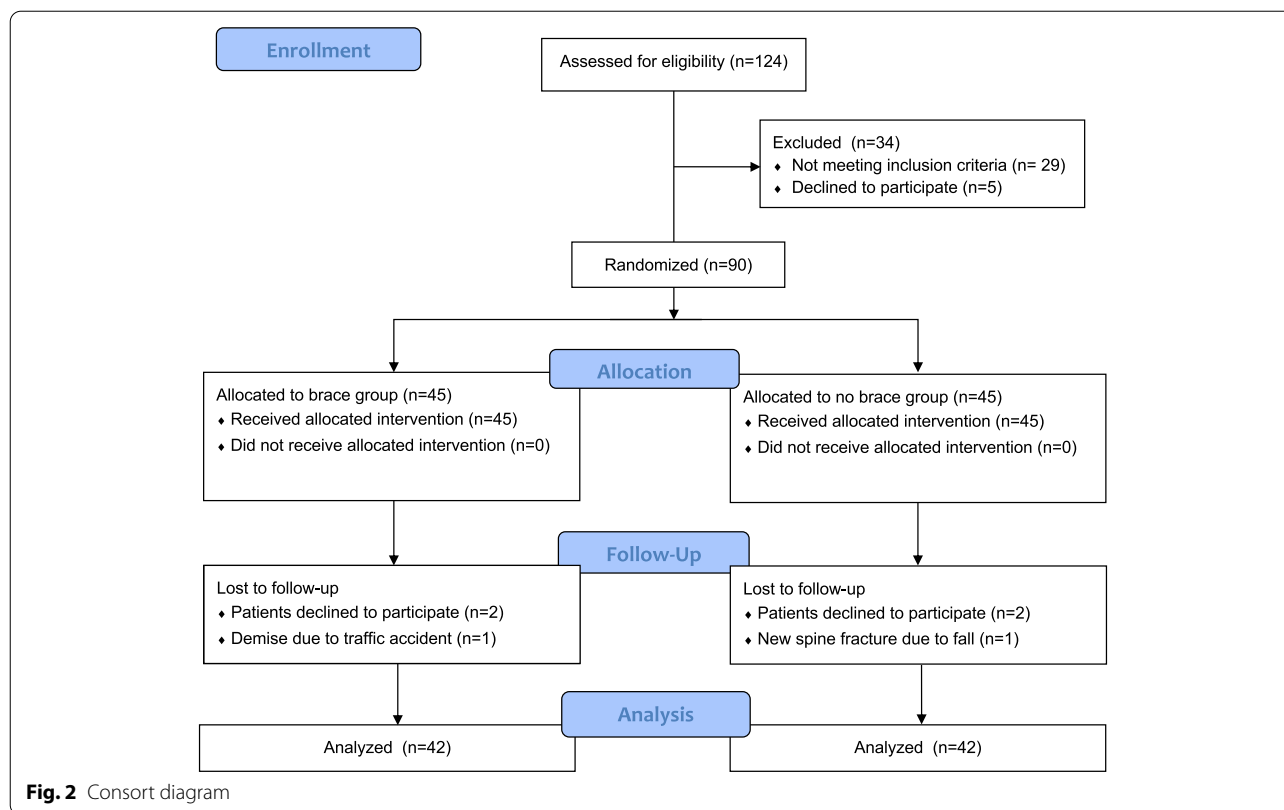 Enrollment
Assessed for eligibility (n=124)
Excluded (n=34)
♦ Not meeting inclusion criteria (n= 29)
♦ Declined to participate (n=5)
Randomized (n=90)
Allocation
Allocated to brace group (n=45)
♦ Received allocated intervention (n=45)
♦ Did not receive allocated intervention (n=0)
Allocated to no brace group (n=45)
♦ Received allocated intervention (n=45)
♦ Did not receive allocated intervention (n=0)
Follow-Up
Lost to follow-up
♦ Patients declined to participate (n=2)
♦ Demise due to traffic accident (n=1)
Lost to follow-up
♦ Patients declined to participate (n=2)
♦ New spine fracture due to fall (n=1)
Analysis
Analyzed (n=42)
Analyzed (n=42)
Fig. 2 Consort diagram